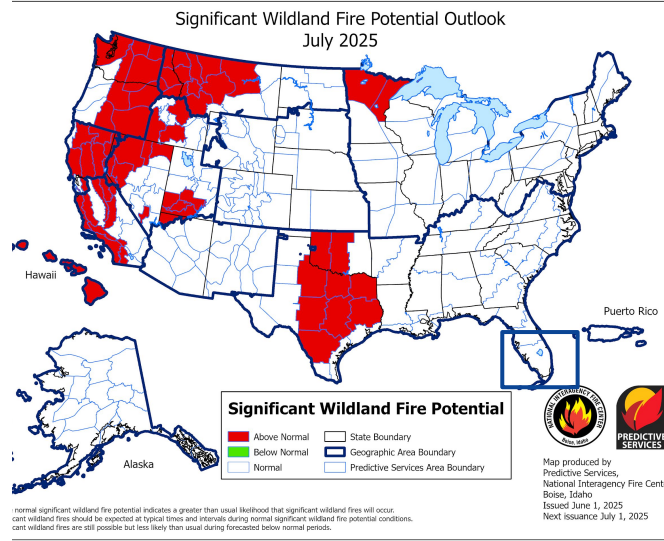 Significant Wildland Fire Potential Outlook
July 2025
Hawaii
Puerto Rico
Alaska
Significant Wildland Fire Potential
Above Normal
State Boundary
Below Normal
Geographic Area Boundary
Normal
Predictive Services Area Boundary
NATIONAL INTERAGENCY FIRE CENTER
Boise, Idaho
PREDICTIVE
SERVICES
Map produced by
Predictive Services,
National Interagency Fire Cent
Boise, Idaho
Issued June 1, 2025
Next issuance July 1, 2025
normal significant wildland fire potential indicates a greater than usual likelihood that significant wildland fires will occur.
cant wildland fires should be expected at typical times and intervals during normal significant wildland fire potential conditions.
cant wildland fires are still possible but less likely than usual during forecasted below normal periods.